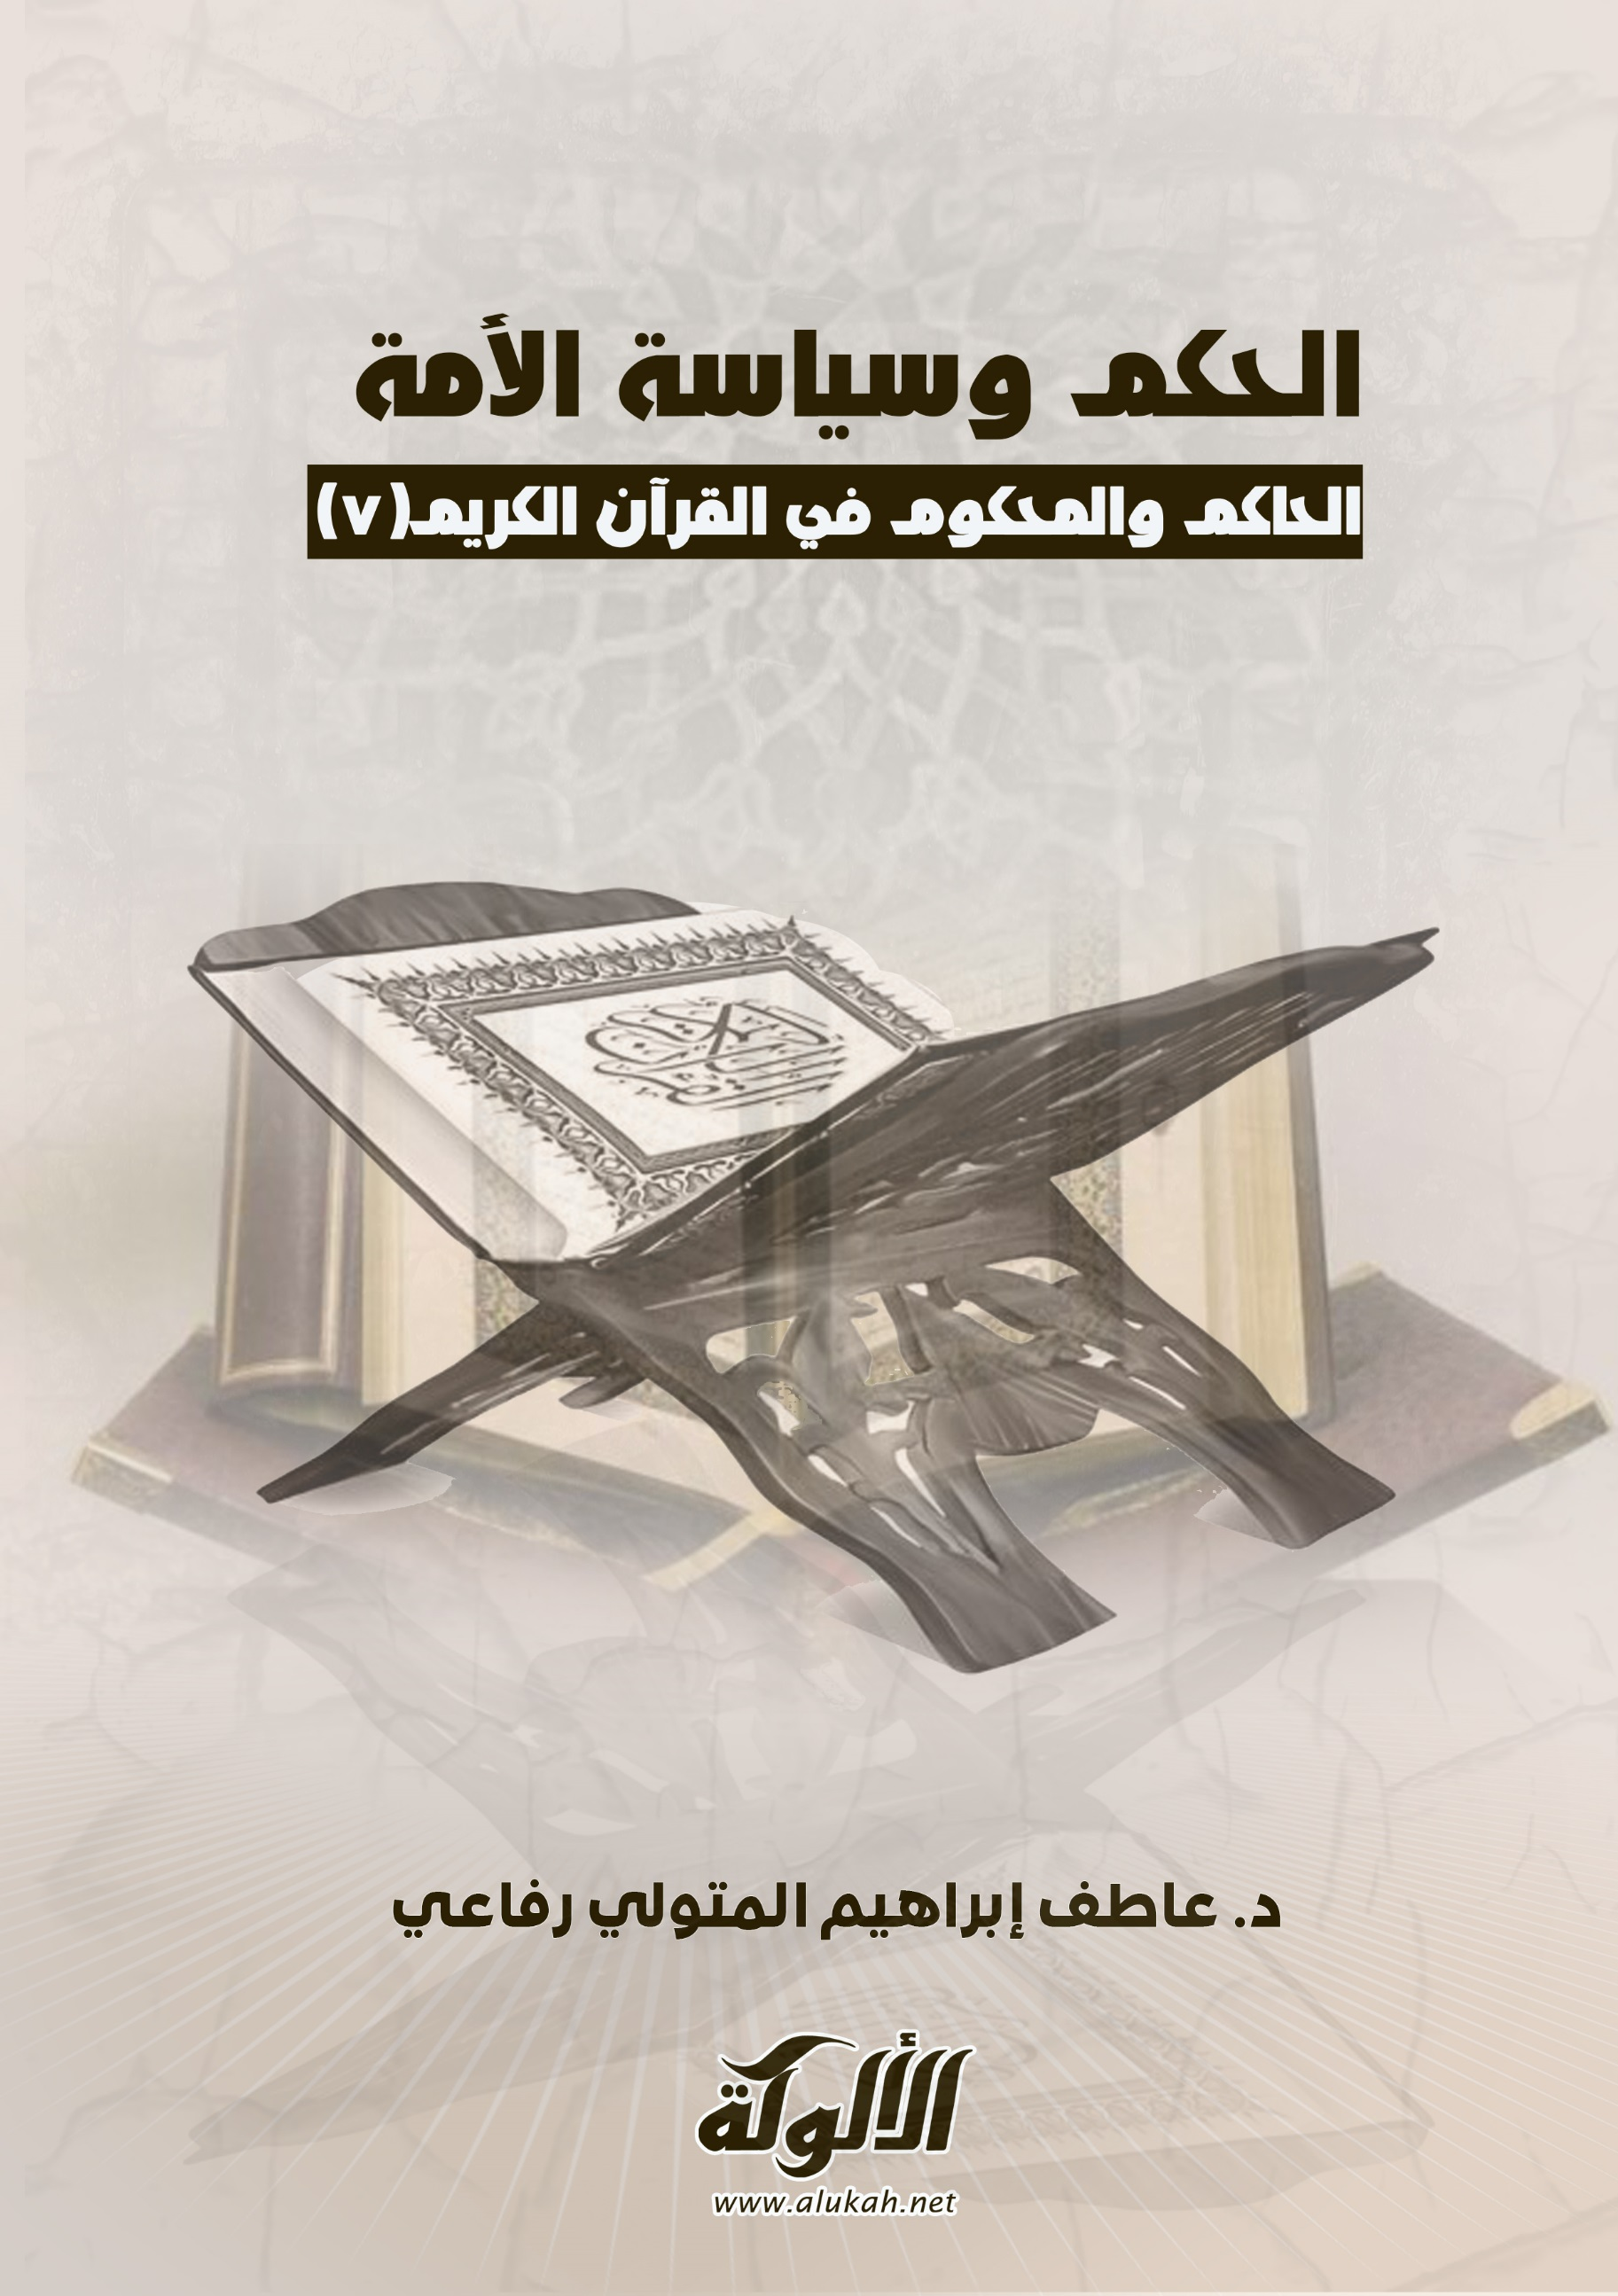 الحكم وسياسة الأمة
الحاكم والمحكوم في القرآن الكريم(٧)
د. عاطف إبراهيم المتولي رفاعي
الألوكة
www.alukah.net